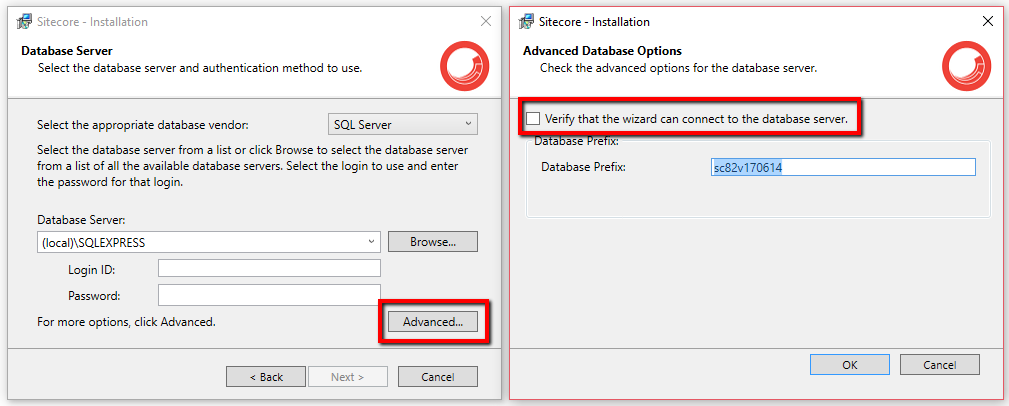 Sitecore - Installation
Database Server
Select the database server and authentication method to use.
Select the appropriate database vendor:
SQL Server
Select the database server from a list or click Browse to select the database server
from a list of all the available database servers. Select the login to use and enter
the password for that login.
Database Server:
(local)\SQLEXPRESS
Browse...
Login ID:
Password:
For more options, click Advanced.
Advanced...
< Back
Next >
Cancel
Sitecore - Installation
Advanced Database Options
Check the advanced options for the database server.
Verify that the wizard can connect to the database server.
Database Prefix:
Database Prefix:
sc82v170614
OK
Cancel